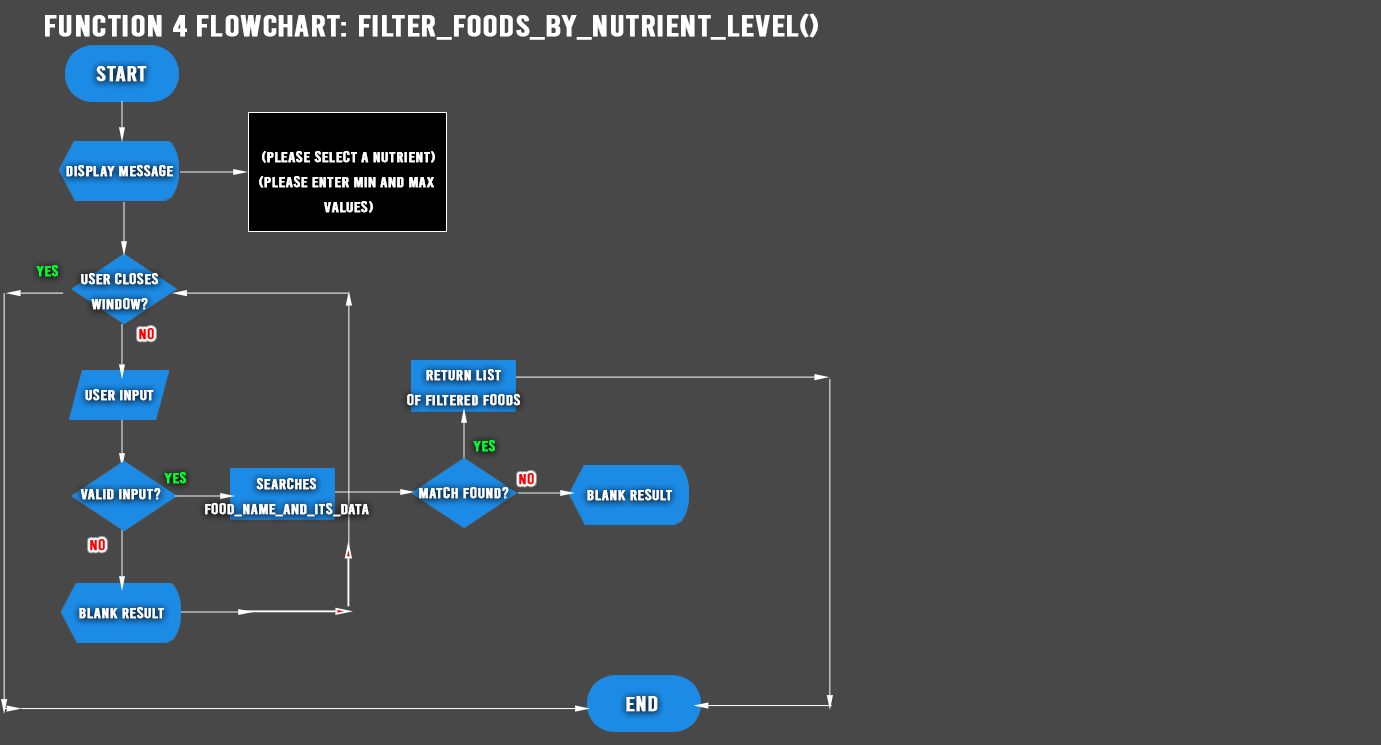 FUNCTION 4 FLOWCHART: FILTER_FOODS_BY_NUTRIENT_LEVEL()
START
DISPLAY MESSAGE
(PLEASE SELECT A NUTRIENT)
(PLEASE ENTER MIN AND MAX
VALUES)
YES
USER CLOSES
WINDOW?
NO
USER INPUT
RETURN LIST
OF FILTERED FOODS
YES
VALID INPUT?
YES
SEARCHES
FOOD_NAME_AND_ITS_DATA
MATCH FOUND?
NO
BLANK RESULT
NO
BLANK RESULT
END